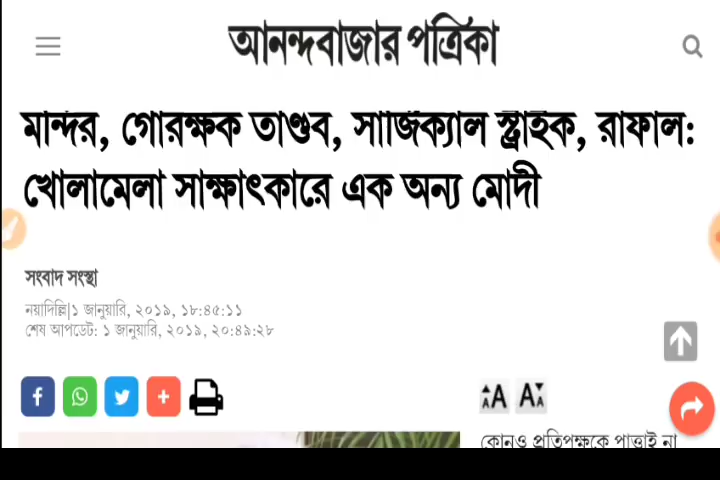 আনন্দবাজার পত্রিকা
মন্দির, গোরক্ষক তাণ্ডব, সার্জিক্যাল স্ট্রাইক, রাফাল:
খোলামেলা সাক্ষাৎকারে এক অন্য মোদী
সংবাদ সংস্থা
নয়াদিল্লি|১ জানুয়ারি, ২০১৯, ১৮:৪৫:১১
শেষ আপডেট: ১ জানুয়ারি, ২০১৯, ২০:৪৯:২৮
A A
কোনও প্রতিপক্ষকে পাত্তাই না